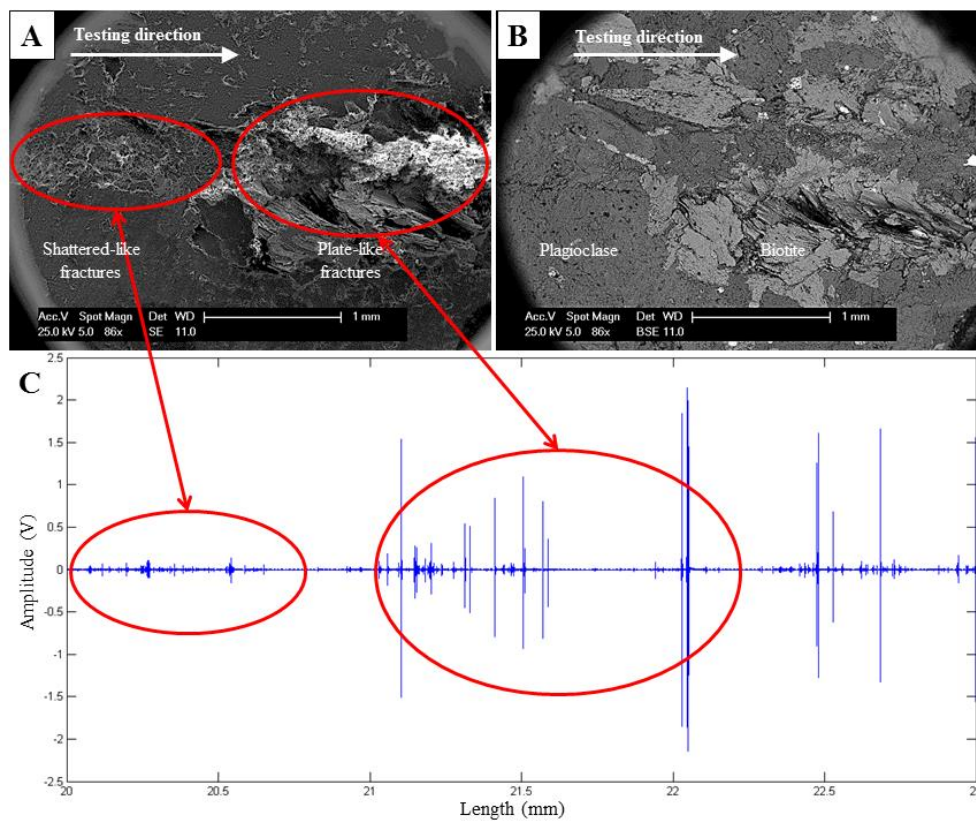 A
Testing direction
Shattered-like
fractures
Plate-like
fractures
Acc.V Spot Magn Det WD
25.0 kV 5.0 86x SE 11.0
1 mm
B
Testing direction
Plagioclase
Biotite
Acc.V Spot Magn Det WD
25.0 kV 5.0 86x BSE 11.0
1 mm
C
2.5
2
1.5
1
0.5
0
-0.5
-1
-1.5
-2
-2.5
Amplitude (V)
20 20.5 21 21.5 22 22.5
Length (mm)